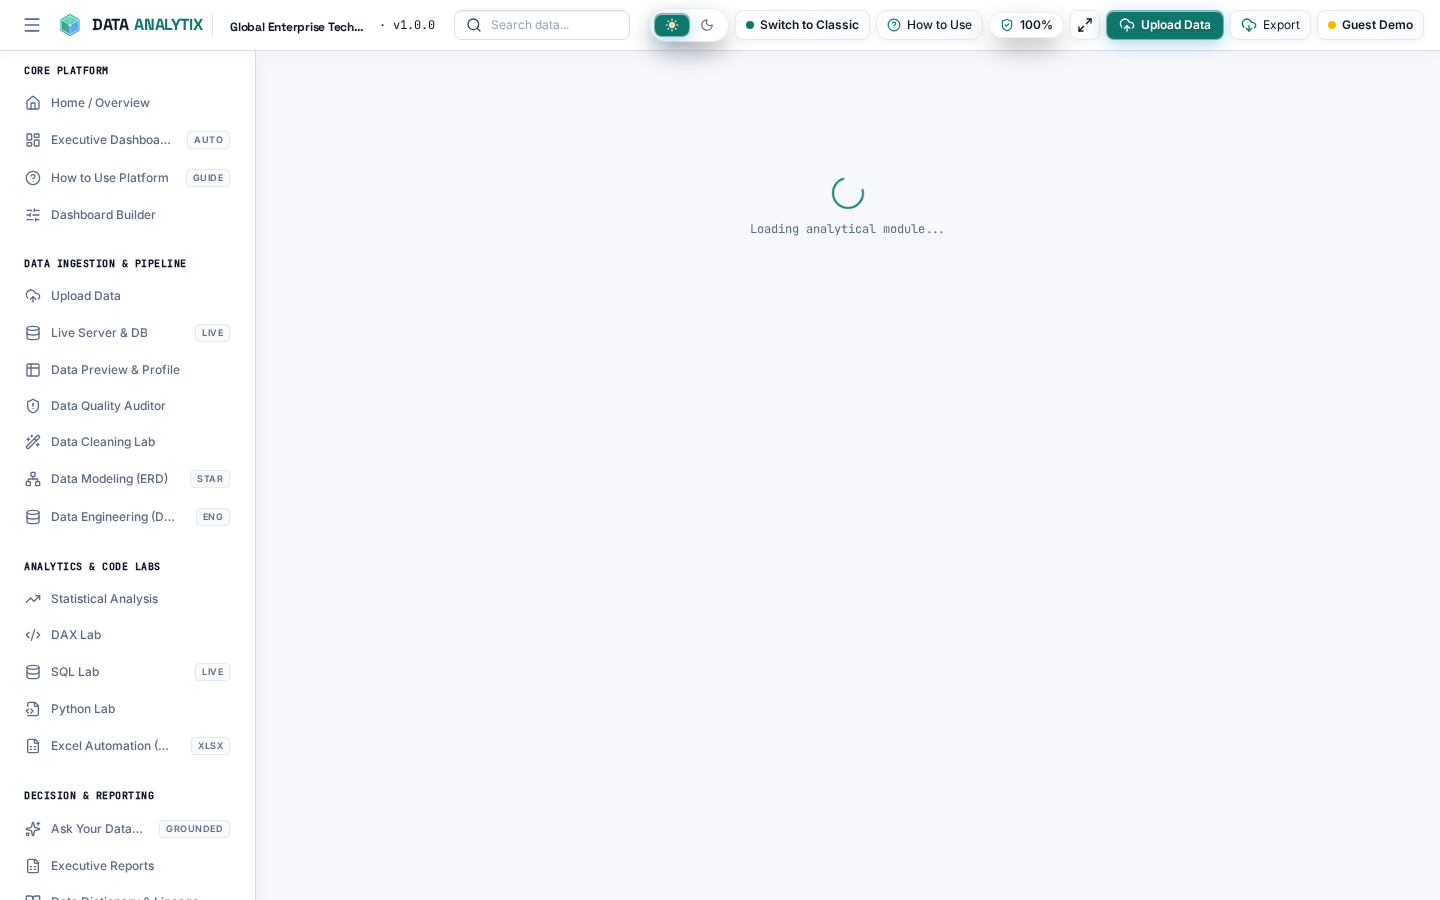 DATA ANALYTIX
Global Enterprise Tech...
· v1.0.0
Search data...
Switch to Classic
How to Use
100%
Upload Data
Export
Guest Demo
CORE PLATFORM
Home / Overview
Executive Dashboa... AUTO
How to Use Platform GUIDE
Dashboard Builder
DATA INGESTION & PIPELINE
Upload Data
Live Server & DB LIVE
Data Preview & Profile
Data Quality Auditor
Data Cleaning Lab
Data Modeling (ERD) STAR
Data Engineering (D... ENG
ANALYTICS & CODE LABS
Statistical Analysis
DAX Lab
SQL Lab LIVE
Python Lab
Excel Automation (... XLSX
DECISION & REPORTING
Ask Your Data... GROUNDED
Executive Reports
Data Dictionary & Lineage
Loading analytical module...